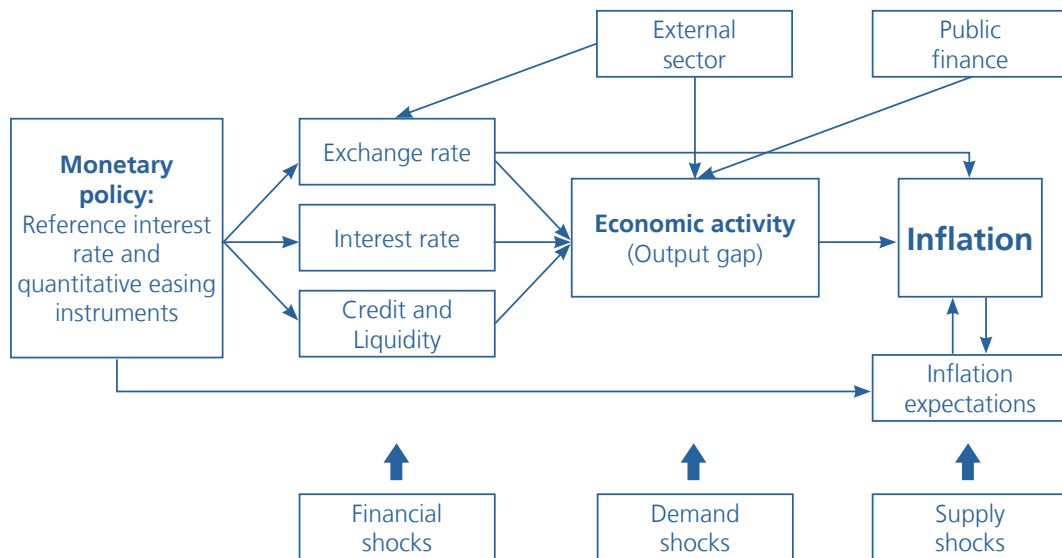 External
sector
Public
finance
Monetary
policy:
Reference interest
rate and
quantitative easing
instruments
Exchange rate
Interest rate
Credit and
Liquidity
Economic activity
(Output gap)
Inflation
Inflation
expectations
Financial
shocks
Demand
shocks
Supply
shocks